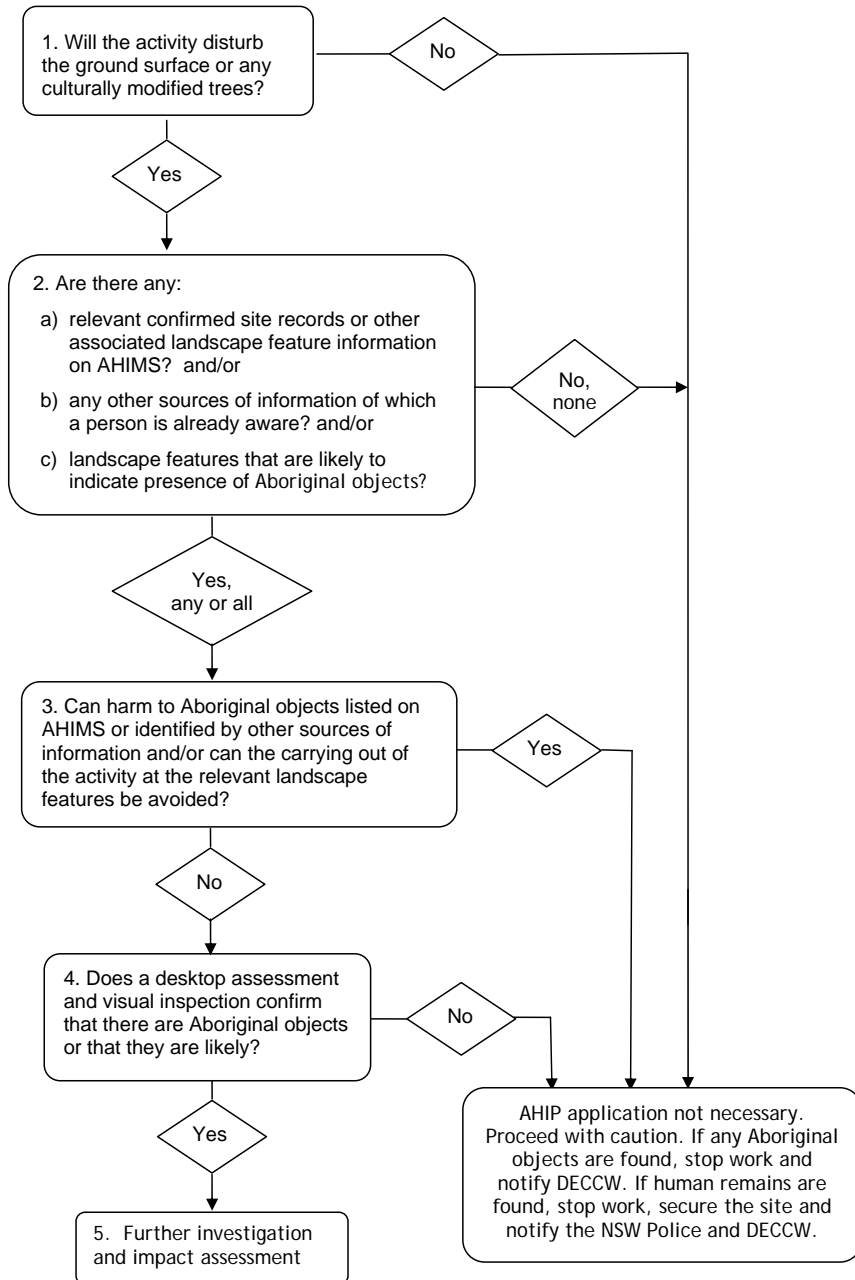 1. Will the activity disturb
the ground surface or any
culturally modified trees?
No
Yes
2. Are there any:
a) relevant confirmed site records or other
associated landscape feature information
on AHIMS? and/or
b) any other sources of information of which
a person is already aware? and/or
c) landscape features that are likely to
indicate presence of Aboriginal objects?
No,
none
Yes,
any or all
3. Can harm to Aboriginal objects listed on
AHIMS or identified by other sources of
information and/or can the carrying out of
the activity at the relevant landscape
features be avoided?
Yes
No
4. Does a desktop assessment
and visual inspection confirm
that there are Aboriginal objects
or that they are likely?
No
Yes
AHIP application not necessary.
Proceed with caution. If any Aboriginal
objects are found, stop work and
notify DECCW. If human remains are
found, stop work, secure the site and
notify the NSW Police and DECCW.
5. Further investigation
and impact assessment